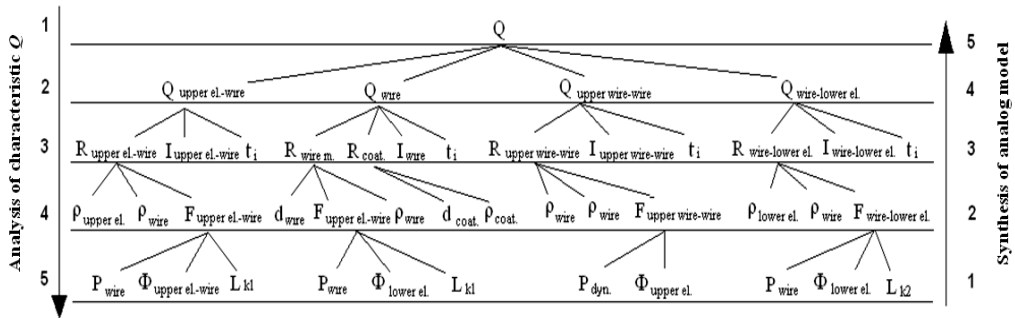 1 Q 5
2 Q upper el.-wire Q wire Q upper wire-wire Q wire-lower el. 4
3 R upper el-wire I upper el-wire t i R wire m. R coat. I wire t i R upper wire-wire I upper wire-wire t i R wire-lower el. I wire-lower el. t i 3
4 ρ upper el. ρ wire F upper el-wire d wire F upper el-wire ρ wire d coat. ρ coat. ρ wire ρ wire F upper wire-wire ρ lower el. ρ wire F wire-lower el. 2
5 P wire Φ upper el.-wire L k1 P wire Φ lower el. L k1 P dyn. Φ upper el. P wire Φ lower el. L k2 1
Analysis of characteristic Q
Synthesis of analog model